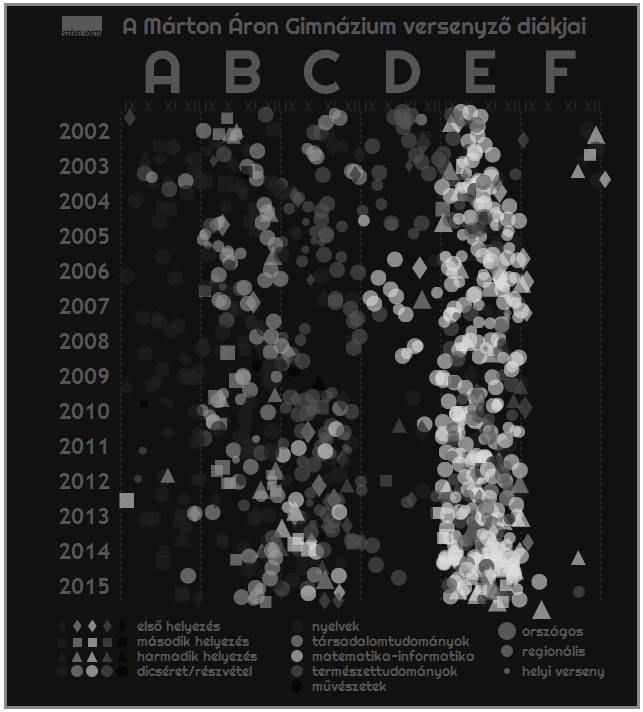 SZÉKELYDATA
A Márton Áron Gimnázium versenyző diákjai
A B C D E F
IX X XI XII IX X XI XII IX X XI XII IX X XI XII IX X XI XII IX X XI XII
2002
2003
2004
2005
2006
2007
2008
2009
2010
2011
2012
2013
2014
2015
első helyezés
második helyezés
harmadik helyezés
dicséret/részvétel
nyelvek
társadalomtudományok
matematika-informatika
természettudományok
művészetek
országos
regionális
helyi verseny